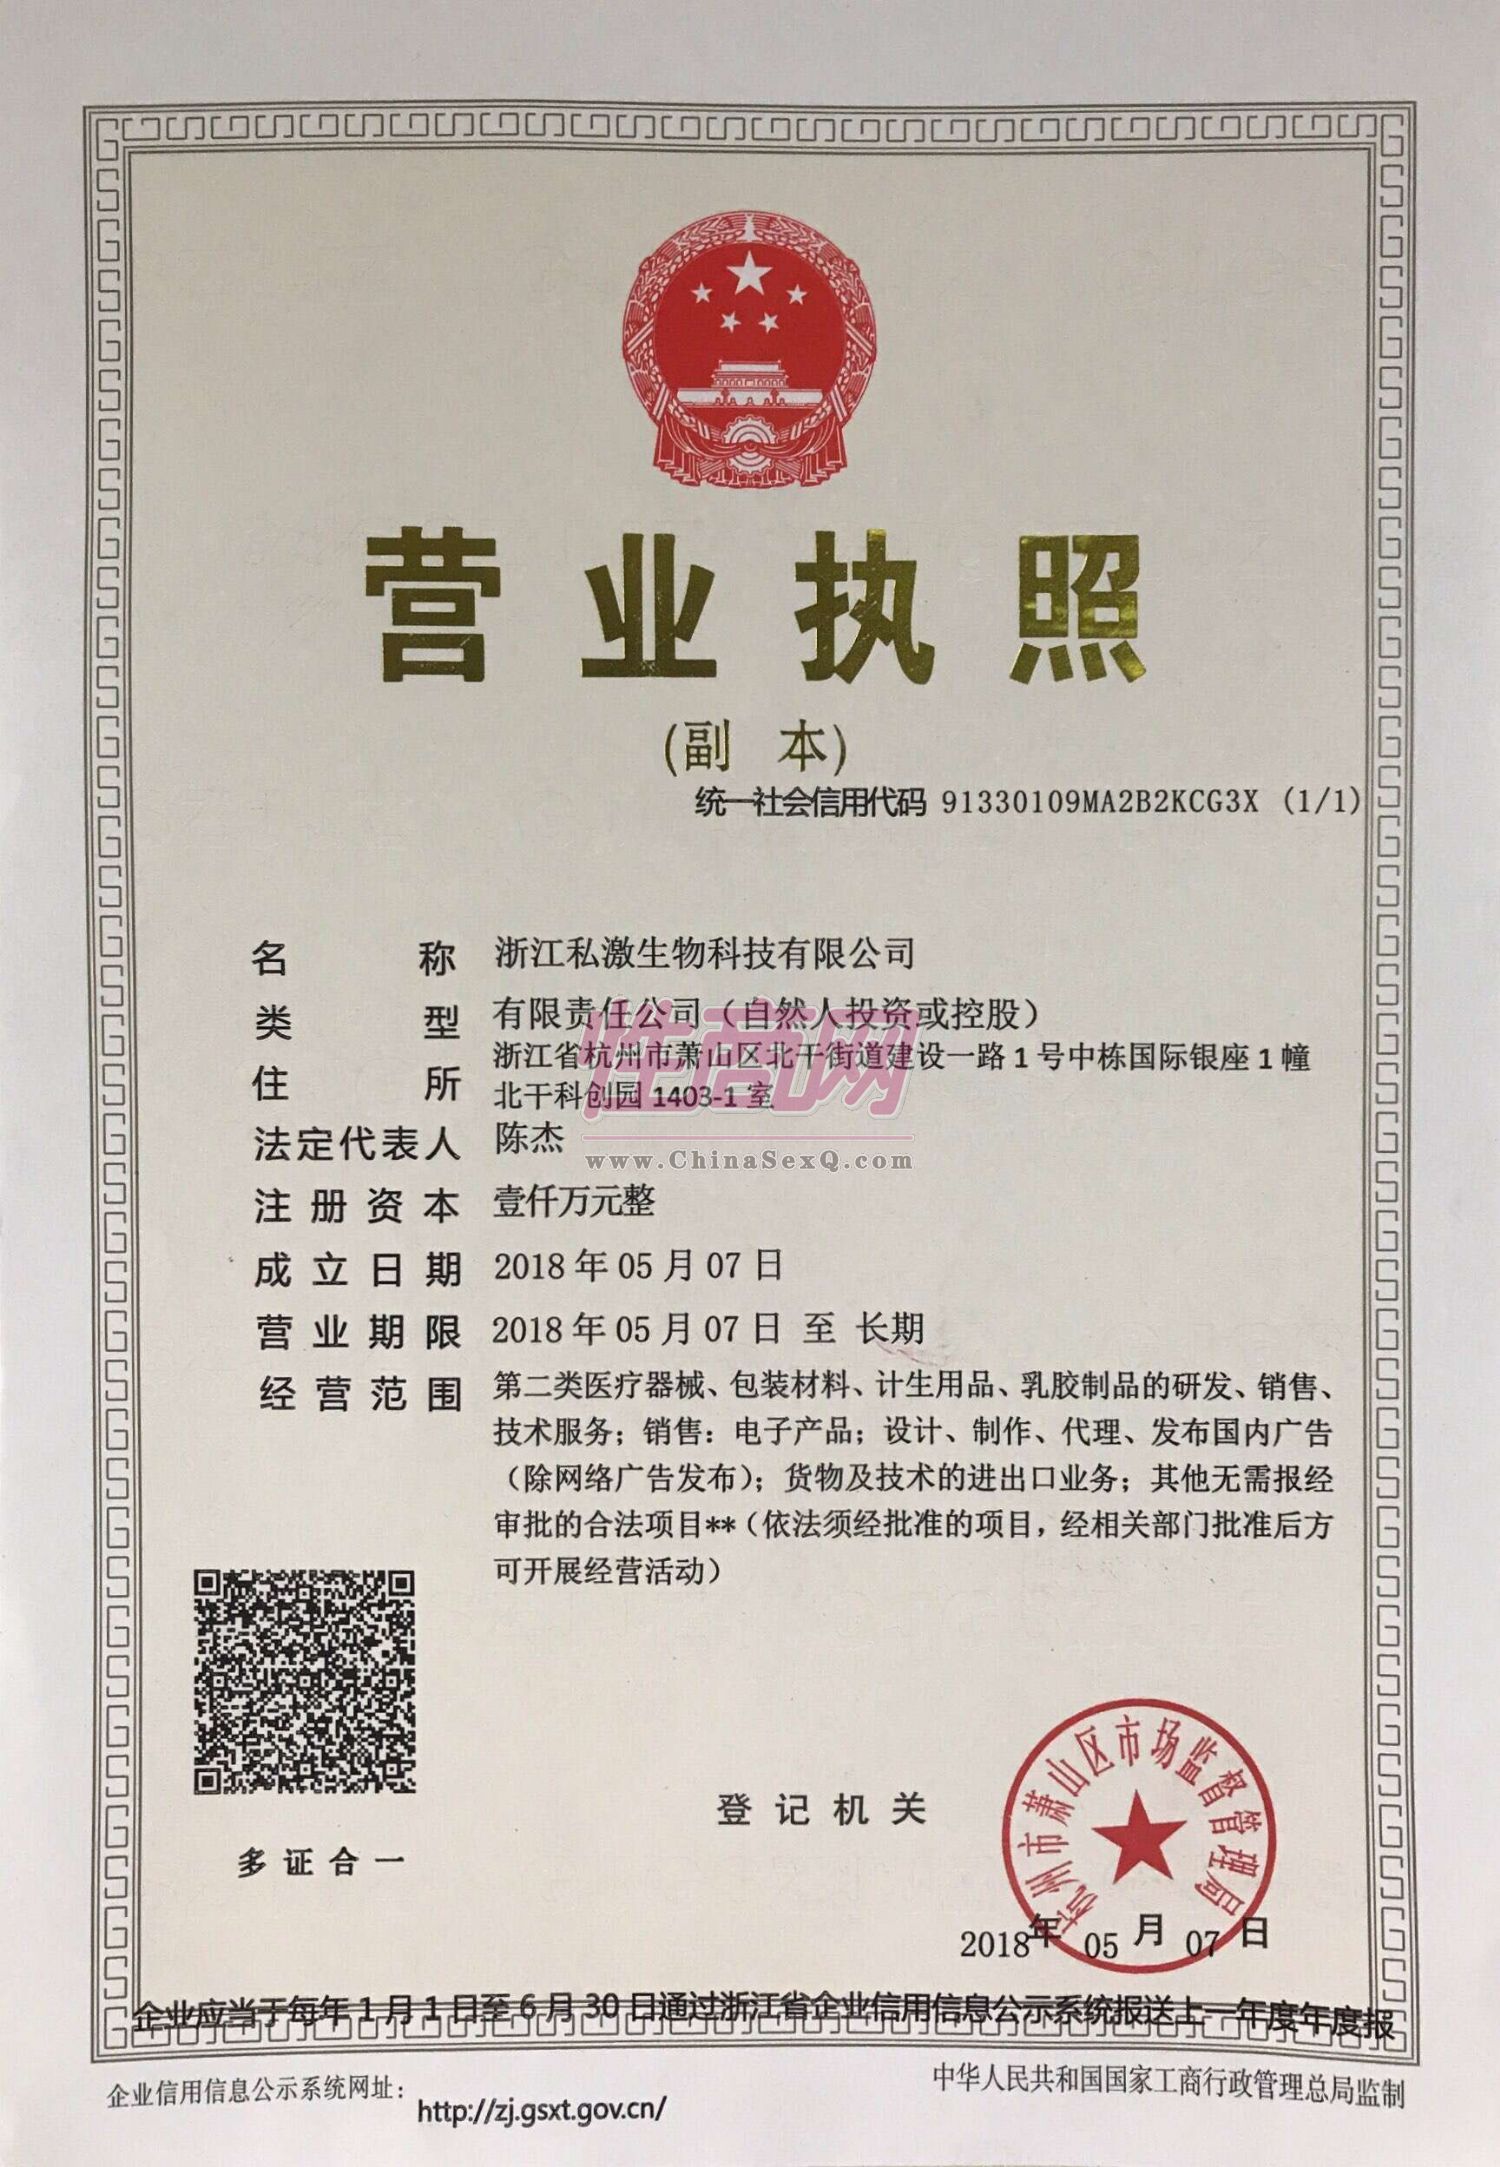 营业执照
(副 本)
统一社会信用代码 91330109MA2B2KCG3X (1/1)
名 称 浙江私激生物科技有限公司
类 型 有限责任公司（自然人投资或控股）
住 所 浙江省杭州市萧山区北干街道建设一路1号中栋国际银座1幢
北干科创园1403-1室
法定代表人 陈杰
注册资本 壹仟万元整
成立日期 2018年05月07日
营业期限 2018年05月07日 至 长期
经营范围 第二类医疗器械、包装材料、计生用品、乳胶制品的研发、销售、
技术服务；销售：电子产品；设计、制作、代理、发布国内广告
（除网络广告发布）；货物及技术的进出口业务；其他无需报经
审批的合法项目**（依法须经批准的项目，经相关部门批准后方
可开展经营活动）
性商网
www.ChinaSexQ.com
多证合一
登记机关
杭州市萧山区市场监督管理局
2018年 05 月 07 日
企业应当于每年1月1日至6月30日通过浙江省企业信用信息公示系统报送上一年度年度报
企业信用信息公示系统网址：
http://zj.gsxt.gov.cn/
中华人民共和国国家工商行政管理总局监制